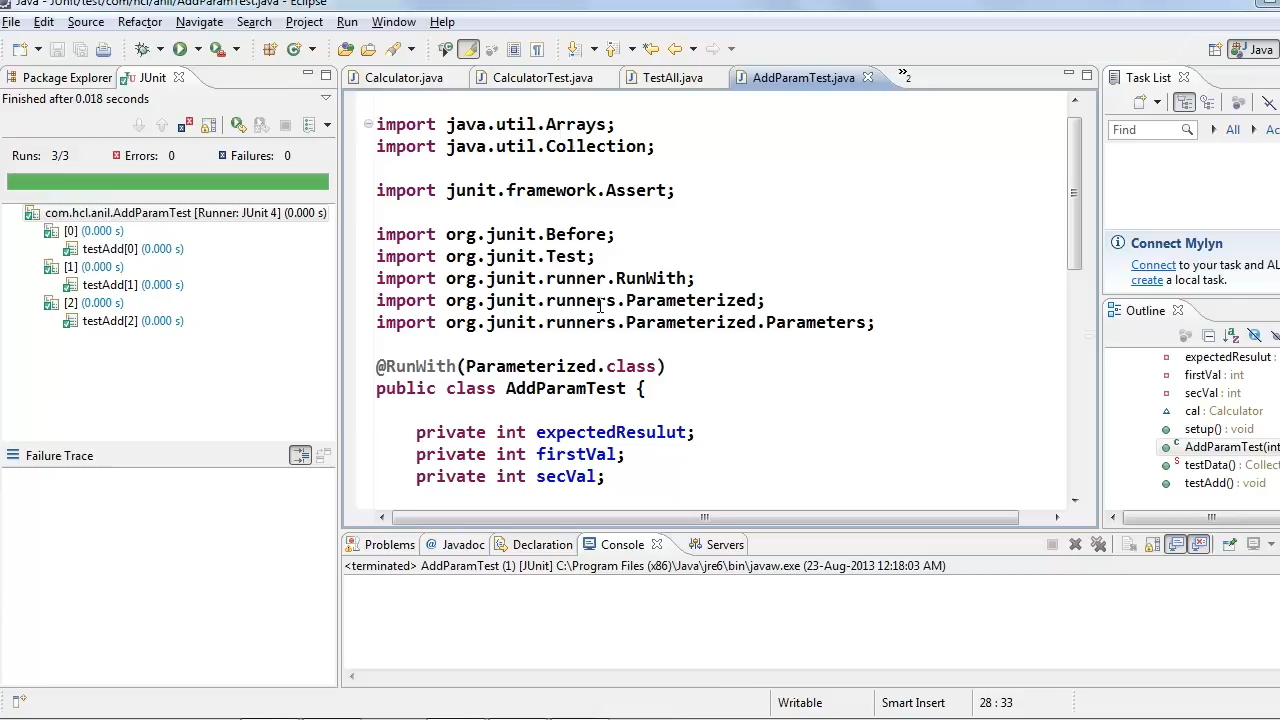 Java - JUnit/test/com/hcl/anil/AddParamTest.java - Eclipse
File Edit Source Refactor Navigate Search Project Run Window Help
Java
Package Explorer JUnit
Finished after 0.018 seconds
Runs: 3/3 Errors: 0 Failures: 0
com.hcl.anil.AddParamTest [Runner: JUnit 4] (0.000 s)
[0] (0.000 s)
testAdd[0] (0.000 s)
[1] (0.000 s)
testAdd[1] (0.000 s)
[2] (0.000 s)
testAdd[2] (0.000 s)
Failure Trace
Calculator.java CalculatorTest.java TestAll.java AddParamTest.java »2
import java.util.Arrays;
import java.util.Collection;
import junit.framework.Assert;
import org.junit.Before;
import org.junit.Test;
import org.junit.runner.RunWith;
import org.junit.runners.Parameterized;
import org.junit.runners.Parameterized.Parameters;
@RunWith(Parameterized.class)
public class AddParamTest {
private int expectedResulut;
private int firstVal;
private int secVal;
Task List
Find All Ac
Connect Mylyn
Connect to your task and AL
create a local task.
Outline
expectedResulut :
firstVal : int
secVal : int
cal : Calculator
setup() : void
AddParamTest(int
testData() : Collect
testAdd() : void
Problems Javadoc Declaration Console Servers
<terminated> AddParamTest (1) [JUnit] C:\Program Files (x86)\Java\jre6\bin\javaw.exe (23-Aug-2013 12:18:03 AM)
Writable Smart Insert 28 : 33